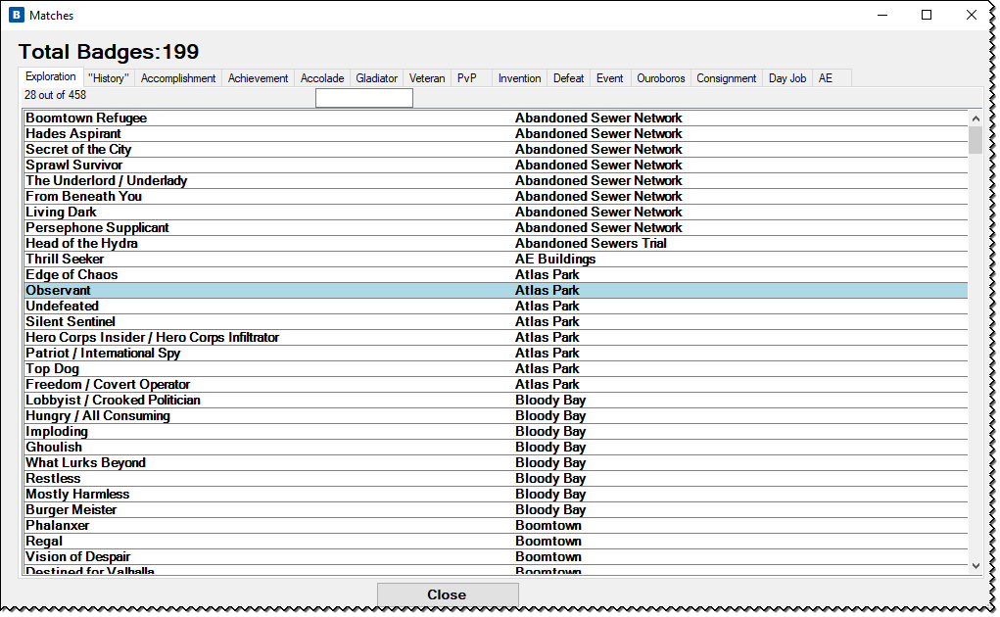 B Matches
Total Badges:199
Exploration "History" Accomplishment Achievement Accolade Gladiator Veteran PvP Invention Defeat Event Ouroboros Consignment Day Job AE
28 out of 458
Boomtown Refugee Abandoned Sewer Network
Hades Aspirant Abandoned Sewer Network
Secret of the City Abandoned Sewer Network
Sprawl Survivor Abandoned Sewer Network
The Underlord / Underlady Abandoned Sewer Network
From Beneath You Abandoned Sewer Network
Living Dark Abandoned Sewer Network
Persephone Supplicant Abandoned Sewer Network
Head of the Hydra Abandoned Sewers Trial
Thrill Seeker AE Buildings
Edge of Chaos Atlas Park
Observant Atlas Park
Undefeated Atlas Park
Silent Sentinel Atlas Park
Hero Corps Insider / Hero Corps Infiltrator Atlas Park
Patriot / International Spy Atlas Park
Top Dog Atlas Park
Freedom / Covert Operator Atlas Park
Lobbyist / Crooked Politician Bloody Bay
Hungry / All Consuming Bloody Bay
Imploding Bloody Bay
Ghoulish Bloody Bay
What Lurks Beyond Bloody Bay
Restless Bloody Bay
Mostly Harmless Bloody Bay
Burger Meister Bloody Bay
Phalanxer Boomtown
Regal Boomtown
Vision of Despair Boomtown
Destined for Valhalla Boomtown
Close